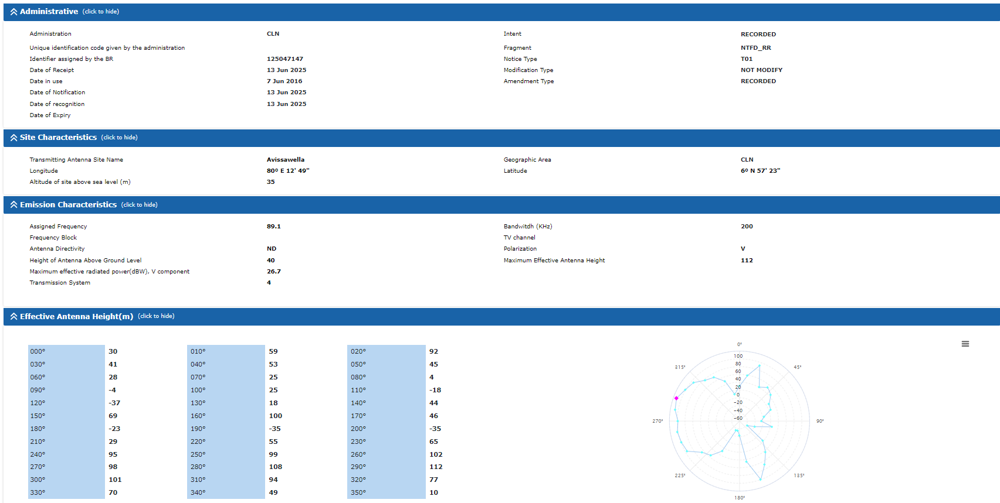 Administrative (click to hide)
Administration CLN Intent RECORDED
Unique identification code given by the administration Fragment NTFD_RR
Identifier assigned by the BR 125047147 Notice Type T01
Date of Receipt 13 Jun 2025 Modification Type NOT MODIFY
Date in use 7 Jun 2016 Amendment Type RECORDED
Date of Notification 13 Jun 2025
Date of recognition 13 Jun 2025
Date of Expiry
Site Characteristics (click to hide)
Transmitting Antenna Site Name Avissawella Geographic Area CLN
Longitude 80º E 12' 49" Latitude 6º N 57' 23"
Altitude of site above sea level (m) 35
Emission Characteristics (click to hide)
Assigned Frequency 89.1 Bandwitdh (KHz) 200
Frequency Block TV channel
Antenna Directivity ND Polarization V
Height of Antenna Above Ground Level 40 Maximum Effective Antenna Height 112
Maximum effective radiated power(dBW), V component 26.7
Transmission System 4
Effective Antenna Height(m) (click to hide)
000° 30 010° 59 020° 92
030° 41 040° 53 050° 45
060° 28 070° 25 080° 4
090° -4 100° 25 110° -18
120° -37 130° 18 140° 44
150° 69 160° 100 170° 46
180° -23 190° -35 200° -35
210° 29 220° 55 230° 65
240° 95 250° 99 260° 102
270° 98 280° 108 290° 112
300° 101 310° 94 320° 77
330° 70 340° 49 350° 10
0°
100
80
315° 60 45°
40
20
0
-20
-40
-60
270° 90°
225° 135°
180°